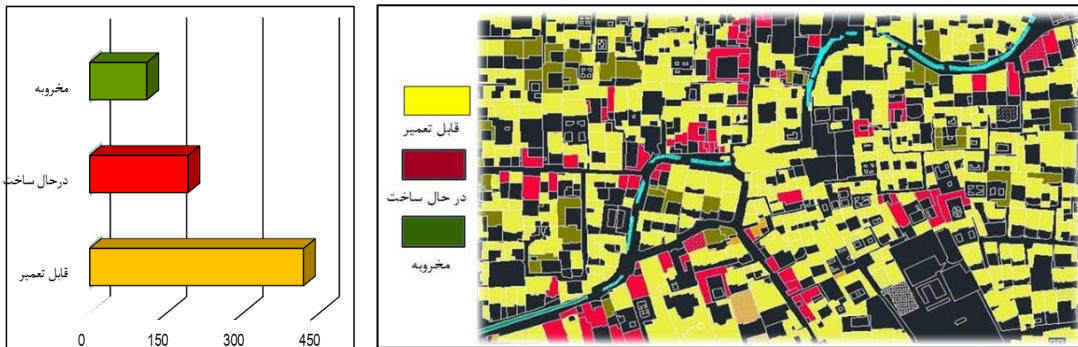 مخروبه
درحال ساخت
قابل تعمیر
0 150 300 450
قابل تعمیر
در حال ساخت
مخروبه